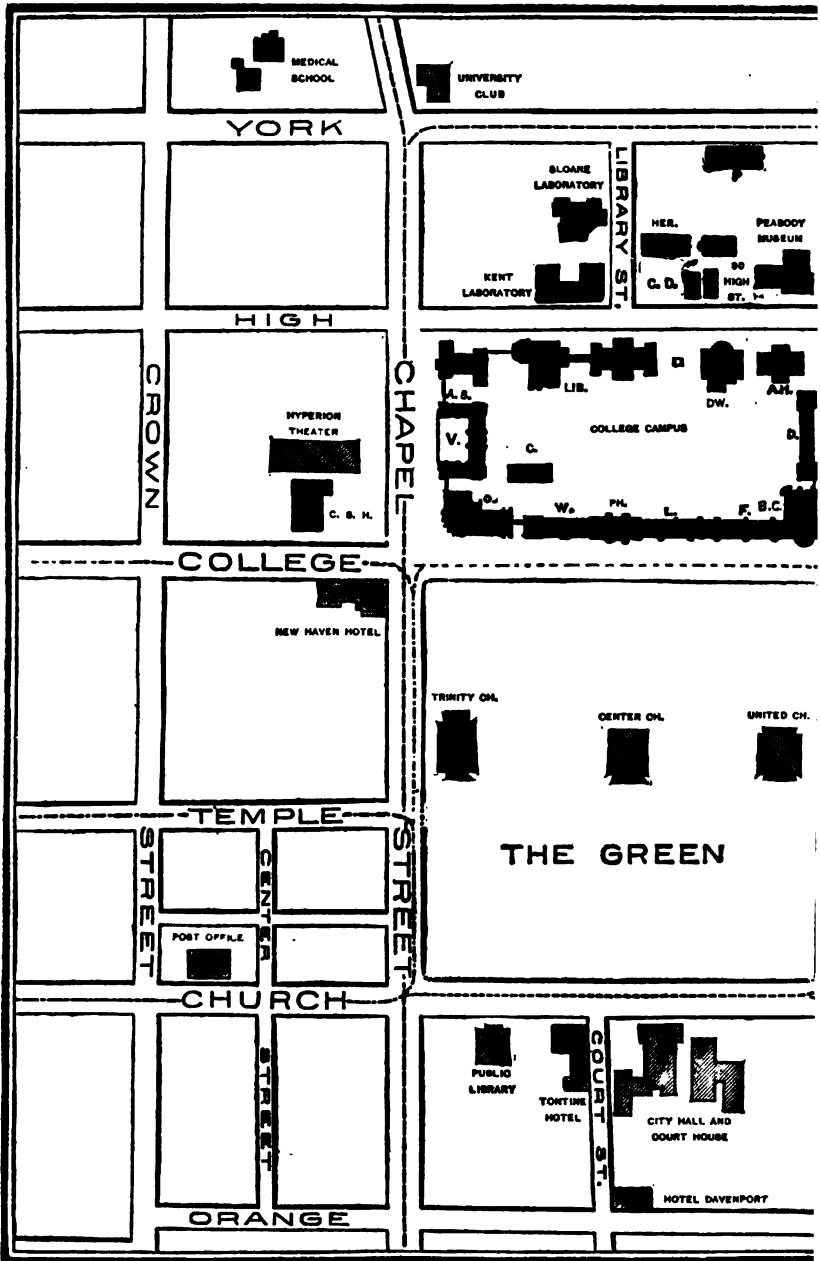 MEDICAL
SCHOOL
UNIVERSITY
CLUB
YORK
SLOANE
LABORATORY
LIBRARY ST.
P
HER.
PEABODY
MUSEUM
KENT
LABORATORY
C. D.
90
HIGH
ST.
HIGH
CROWN
CHAPEL
A. S.
LIB.
DW.
A.H.
HYPERION
THEATER
V.
C.
COLLEGE CAMPUS
D.
C. S. H.
O.
W.
PH.
L.
F.
B.C.
COLLEGE
NEW HAVEN HOTEL
TRINITY CH.
CENTER CH.
UNITED CH.
TEMPLE
STREET
CENTER
STREET
THE GREEN
POST OFFICE
CHURCH
STREET
PUBLIC
LIBRARY
TONTINE
HOTEL
COURT ST.
CITY HALL AND
COURT HOUSE
HOTEL DAVENPORT
ORANGE